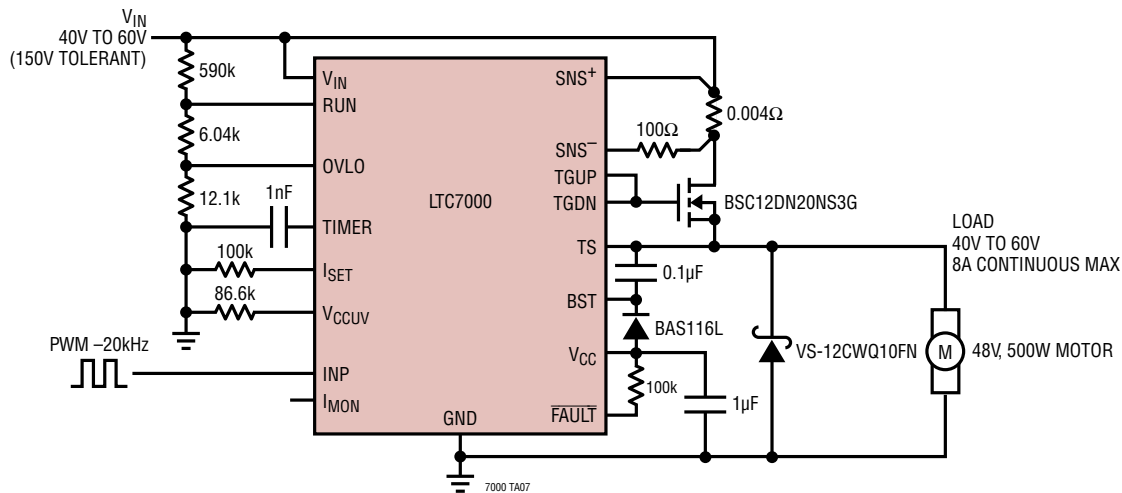 VIN
40V TO 60V
(150V TOLERANT)
590k
6.04k
12.1k
1nF
100k
86.6k
PWM –20kHz
VIN
RUN
OVLO
TIMER
ISET
VCCUV
INP
IMON
LTC7000
GND
SNS+
SNS–
TGUP
TGDN
TS
BST
VCC
FAULT
0.004Ω
100Ω
BSC12DN20NS3G
0.1µF
BAS116L
100k
1µF
VS-12CWQ10FN
LOAD
40V TO 60V
8A CONTINUOUS MAX
M
48V, 500W MOTOR
7000 TA07